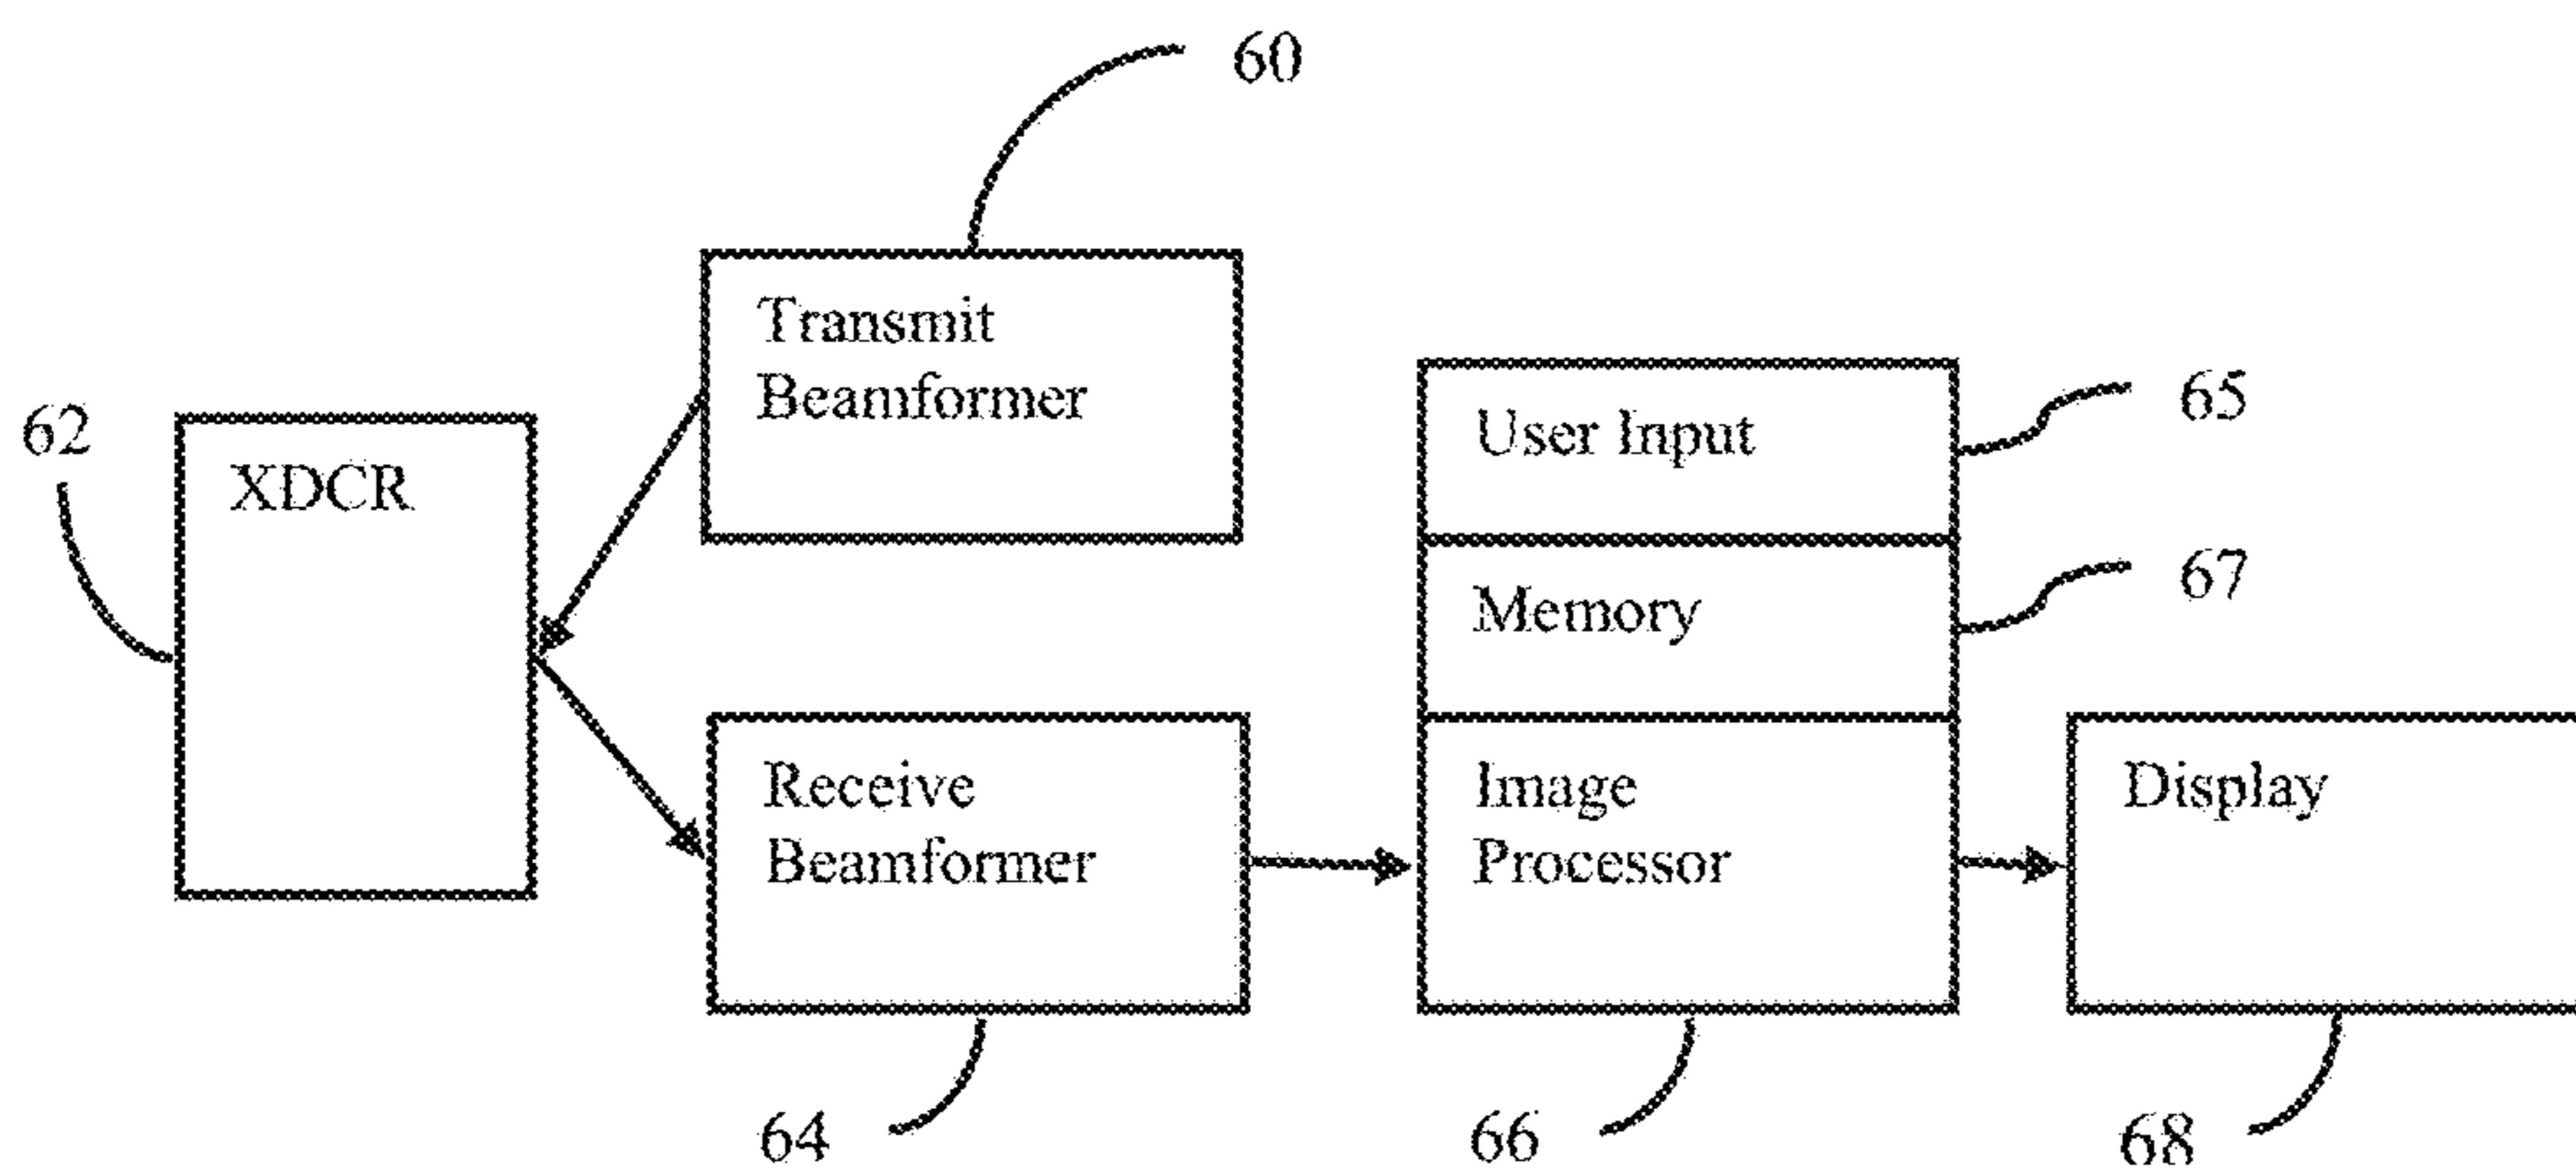 60
Transmit
Beamformer
62
XDCR
User Input
65
Memory
67
Receive
Beamformer
Image
Processor
Display
64
66
68